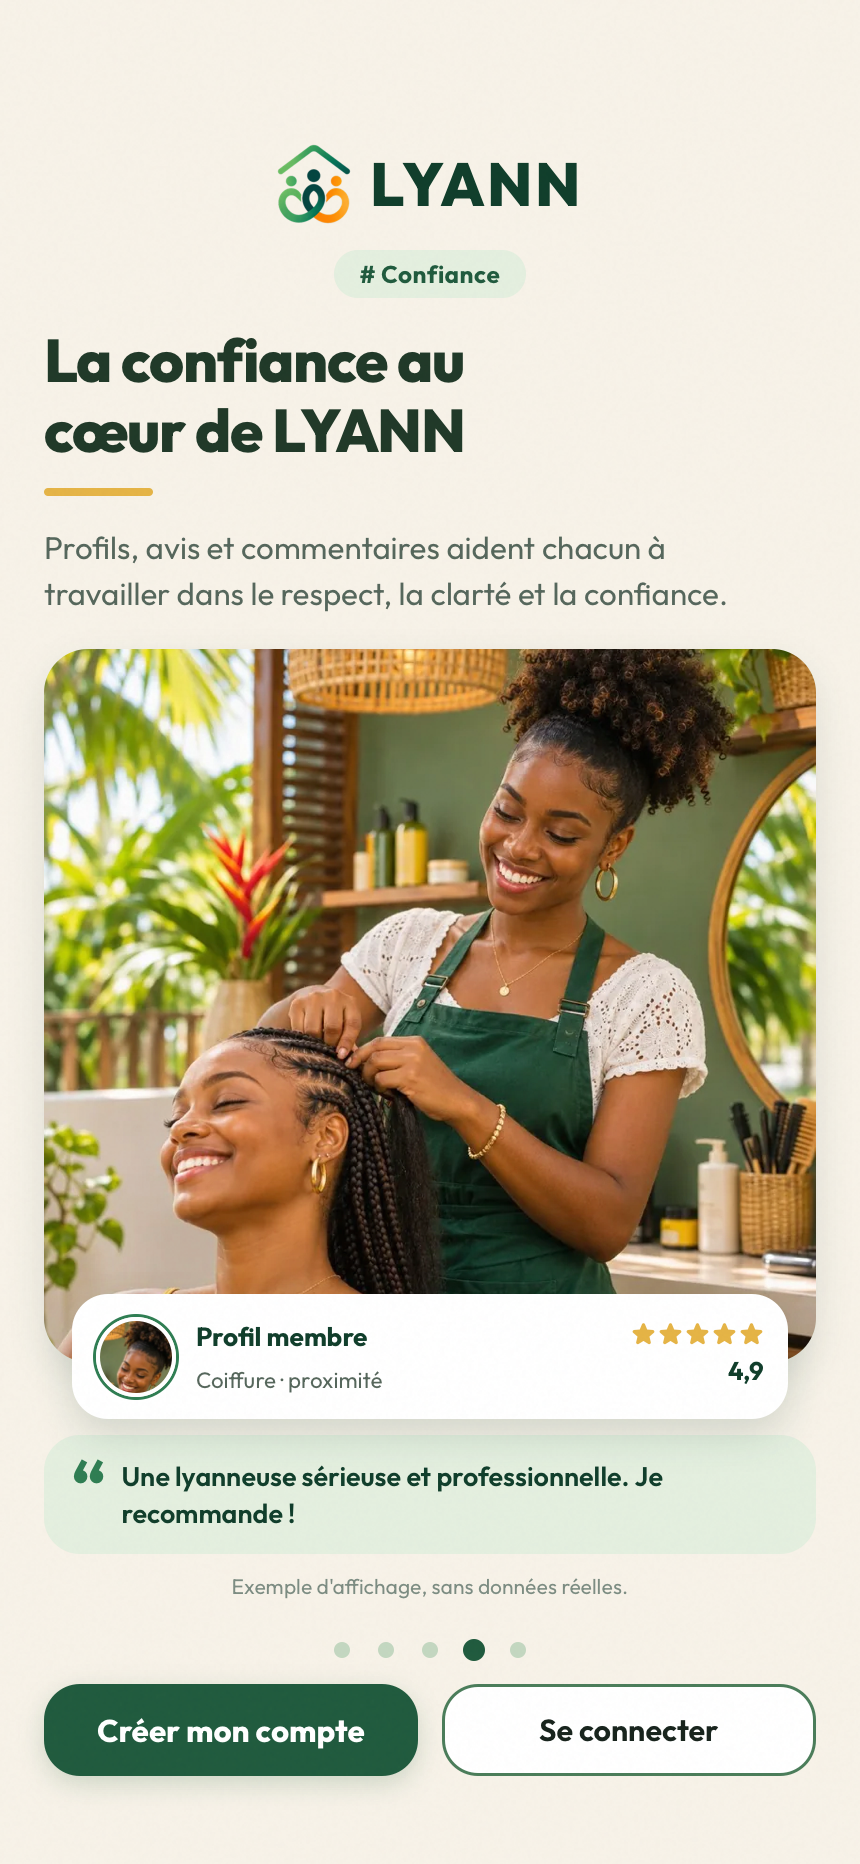 LYANN
# Confiance
La confiance au
cœur de LYANN
Profils, avis et commentaires aident chacun à
travailler dans le respect, la clarté et la confiance.
Profil membre
Coiffure · proximité
4,9
“ Une lyanneuse sérieuse et professionnelle. Je
recommande !
Exemple d'affichage, sans données réelles.
Créer mon compte
Se connecter